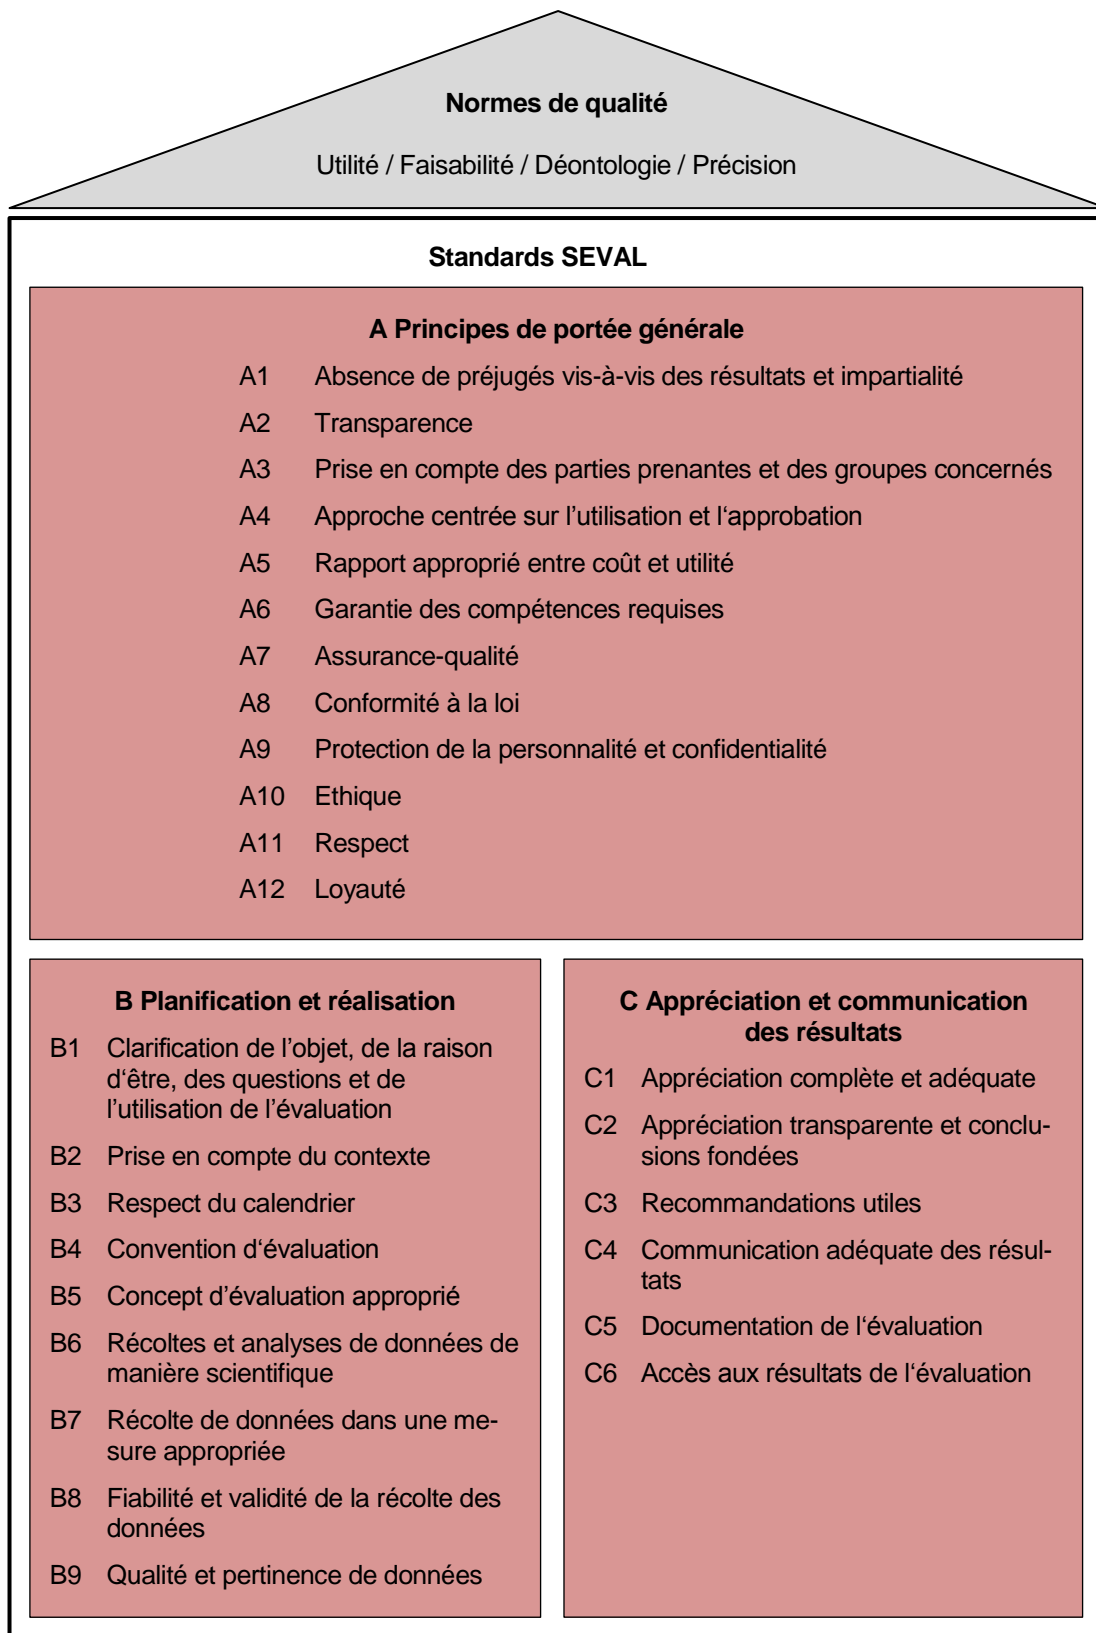 Normes de qualité
Utilité / Faisabilité / Déontologie / Précision
Standards SEVAL
A Principes de portée générale
A1 Absence de préjugés vis-à-vis des résultats et impartialité
A2 Transparence
A3 Prise en compte des parties prenantes et des groupes concernés
A4 Approche centrée sur l’utilisation et l‘approbation
A5 Rapport approprié entre coût et utilité
A6 Garantie des compétences requises
A7 Assurance-qualité
A8 Conformité à la loi
A9 Protection de la personnalité et confidentialité
A10 Ethique
A11 Respect
A12 Loyauté
B Planification et réalisation
B1 Clarification de l’objet, de la raison
d‘être, des questions et de
l’utilisation de l’évaluation
B2 Prise en compte du contexte
B3 Respect du calendrier
B4 Convention d‘évaluation
B5 Concept d’évaluation approprié
B6 Récoltes et analyses de données de
manière scientifique
B7 Récolte de données dans une me-
sure appropriée
B8 Fiabilité et validité de la récolte des
données
B9 Qualité et pertinence de données
C Appréciation et communication
des résultats
C1 Appréciation complète et adéquate
C2 Appréciation transparente et conclu-
sions fondées
C3 Recommandations utiles
C4 Communication adéquate des résul-
tats
C5 Documentation de l‘évaluation
C6 Accès aux résultats de l‘évaluation